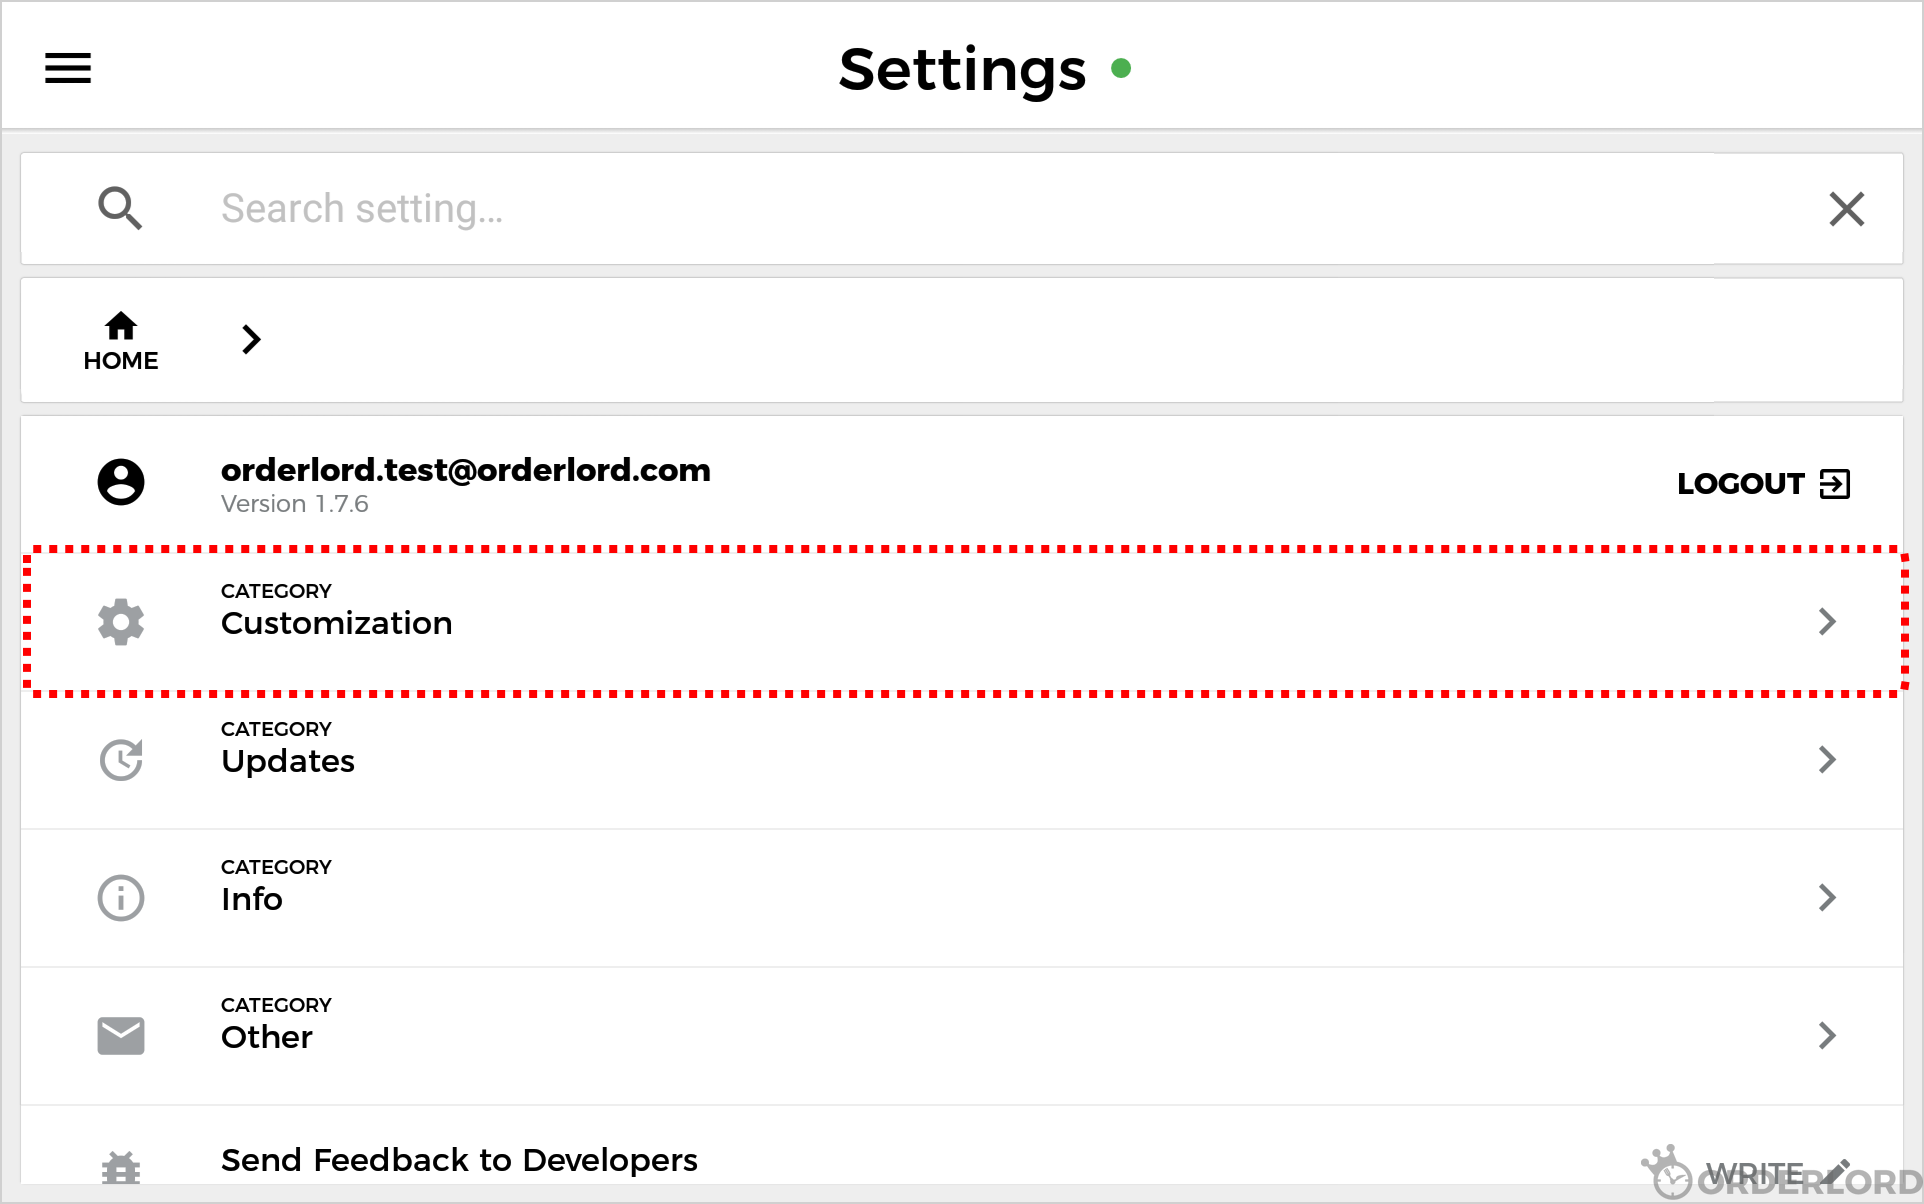 Settings
Search setting...
HOME
orderlord.test@orderlord.com
Version 1.7.6
LOGOUT
CATEGORY
Customization
CATEGORY
Updates
CATEGORY
Info
CATEGORY
Other
Send Feedback to Developers
WRITE
ORDERLORD